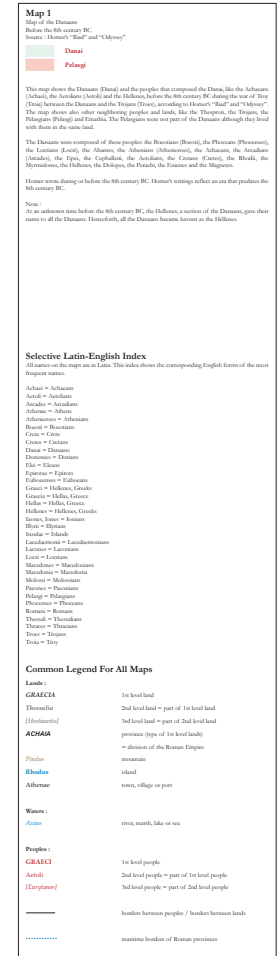 Map 1
Map of the Danaans
Before the 8th century BC
Source : Homer's "Iliad" and "Odyssey"
Danai
Pelasgi
This map shows the Danaans (Danai) and the peoples that composed the Danai, like the Achaeans
(Achaei), the Aetolians (Aetoli) and the Hellenes, before the 8th century BC during the war of Troy
(Troia) between the Danaans and the Trojans (Troes), according to Homer's "Iliad" and "Odyssey".
The map shows also other neighboring peoples and lands, like the Thesproti, the Trojans, the
Pelasgians (Pelasgi) and Emathia. The Pelasgians were not part of the Danaans although they lived
with them in the same land.
The Danaans were composed of these peoples: the Boeotians (Boeoti), the Phoceans (Phocenses),
the Locrians (Locri), the Abantes, the Athenians (Athenienses), the Achaeans, the Arcadians
(Arcades), the Epei, the Cephalleni, the Aetolians, the Cretans (Cretes), the Rhodii, the
Myrmidones, the Hellenes, the Dolopes, the Peraebi, the Enienes and the Magnetes.
Homer wrote during or before the 8th century BC. Homer's writings reflect an era that predates the
8th century BC.
Note :
At an unknown time before the 8th century BC, the Hellenes, a section of the Danaans, gave their
name to all the Danaans. Henceforth, all the Danaans became known as the Hellenes.
Selective Latin-English Index
All names on the maps are in Latin. This index shows the corresponding English forms of the most
frequent names.
Achaei = Achaeans
Aetoli = Aetolians
Arcades = Arcadians
Athenae = Athens
Athenienses = Athenians
Boeoti = Boeotians
Creta = Crete
Cretes = Cretans
Danai = Danaans
Dorienses = Dorians
Elei = Eleans
Epirotae = Epirots
Euboeenses = Euboeans
Graeci = Hellenes, Greeks
Graecia = Hellas, Greece
Hellas = Hellas, Greece
Hellenes = Hellenes, Greeks
Iaones, Iones = Ionians
Illyrii = Illyrians
Insulae = Islands
Lacedaemonii = Lacedaemonians
Lacones = Laconians
Locri = Locrians
Macedones = Macedonians
Macedonia = Macedonia
Molossi = Molossians
Paeones = Paeonians
Pelasgi = Pelasgians
Phocenses = Phoceans
Romani = Romans
Thessali = Thessalians
Thraces = Thracians
Troes = Trojans
Troia = Troy
Common Legend For All Maps
Lands :
GRAECIA 1st level land
Thessalia 2nd level land = part of 1st level land
[Hestiaeotis] 3rd level land = part of 2nd level land
ACHAIA province (type of 1st level lands)
= division of the Roman Empire
Pindus mountain
Rhodus island
Athenae town, village or port
Waters :
Axius river, marsh, lake or sea
Peoples :
GRAECI 1st level people
Aetoli 2nd level people = part of 1st level people
[Eurytanes] 3rd level people = part of 2nd level people
borders between peoples / borders between lands
maritime borders of Roman provinces